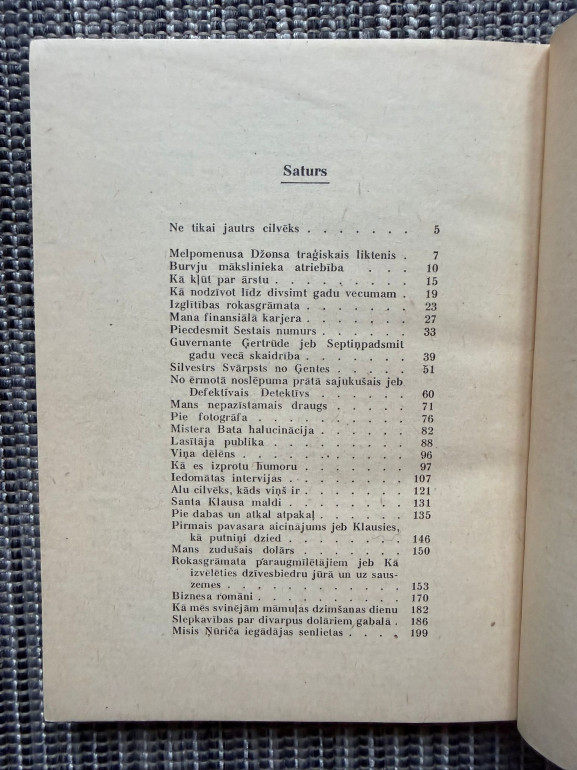 Saturs
Ne tikai jautrs cilvēks . . . . . . . 5
Melpomenusa Džonsa traģiskais liktenis . 7
Burvju mākslinieka atriebība . . . 10
Kā kļūt par ārstu . . . . . . . 15
Kā nodzīvot līdz divsimt gadu vecumam . 19
Izglītības rokasgrāmata . . . . . . 23
Mana finansiālā karjera . . . . . . 27
Piecdesmit Sestais numurs . . . . . 33
Guvernante Ģertrūde jeb Septiņpadsmit
gadu vecā skaidrība . . . . . . 39
Silvestrs Svārpsts no Ģentes . . . . . 51
No ērmotā noslēpuma prātā sajukušais jeb
Defektīvais Detektīvs . . . . . 60
Mans nepazīstamais draugs . . . . . 71
Pie fotogrāfa . . . . . . . . 76
Mistera Bata halucinācija . . . . . 82
Lasītāja publika . . . . . . . 88
Viņa dēlēns . . . . . . . . 96
Kā es izprotu humoru . . . . . . 97
Iedomātas intervijas . . . . . . 107
Alu cilvēks, kāds viņš ir . . . . . 121
Santa Klausa maldi . . . . . . 131
Pie dabas un atkal atpakaļ . . . . . 135
Pirmais pavasara aicinājums jeb Klausies,
kā putniņi dzied . . . . . . 146
Mans zudušais dolārs . . . . . . 150
Rokasgrāmata paraugmīlētājiem jeb Kā
izvēlēties dzīvesbiedru jūrā un uz saus-
zemes . . . . . . . . . 153
Biznesa romāni . . . . . . . . 170
Kā mēs svinējām māmuļas dzimšanas dienu 182
Slepkavības par divarpus dolāriem gabalā . 186
Misis Ņūriča iegādājas senlietas . . . . 199